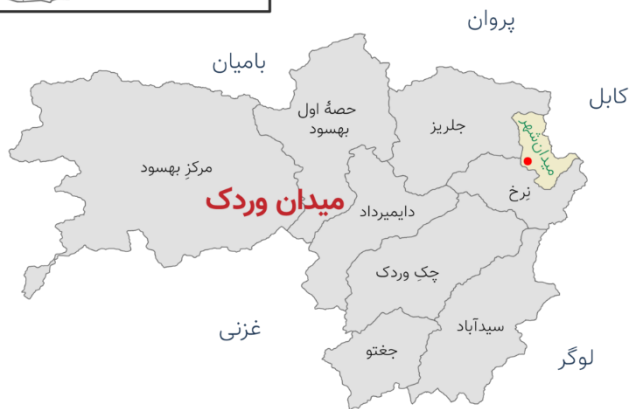 پروان
بامیان
کابل
حصهٔ اول
بهسود
جلریز
میدان‌شهر
مرکزِ بهسود
نِرخ
میدان وردک
دایمیرداد
چکِ وردک
غزنی
سیدآباد
جغتو
لوگر